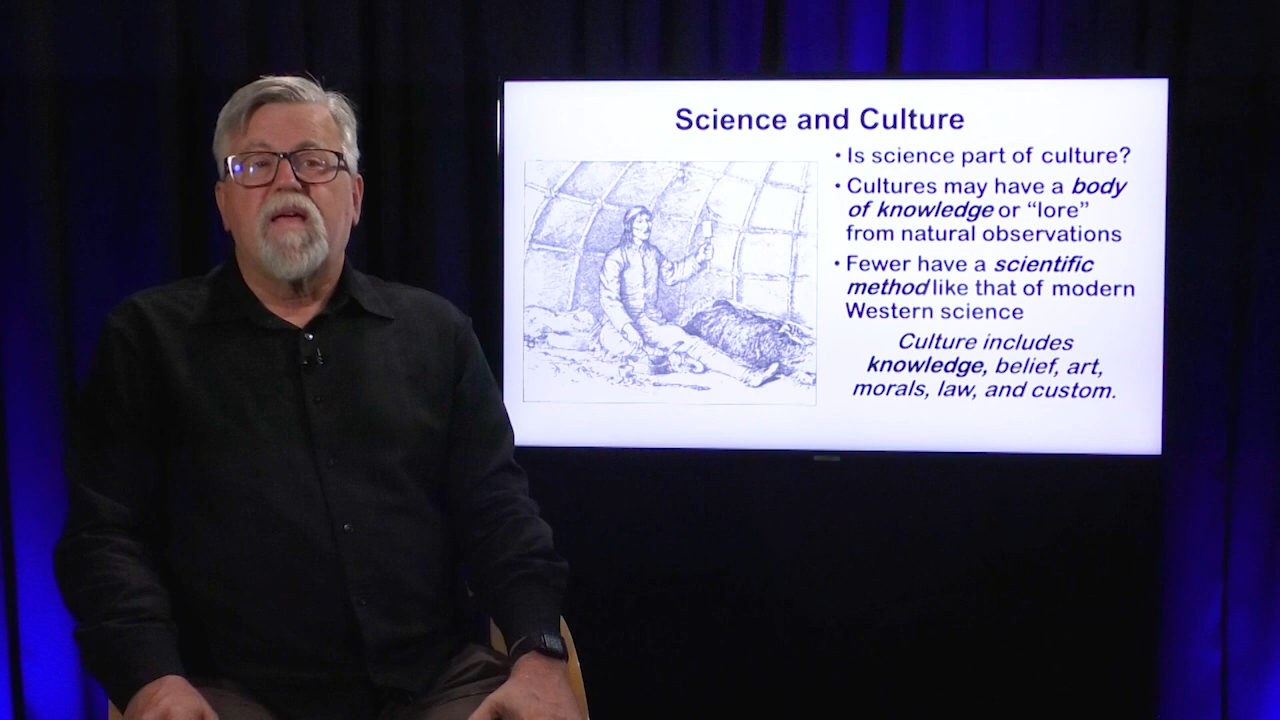 Science and Culture
• Is science part of culture?
• Cultures may have a body
of knowledge or “lore”
from natural observations
• Fewer have a scientific
method like that of modern
Western science
Culture includes
knowledge, belief, art,
morals, law, and custom.